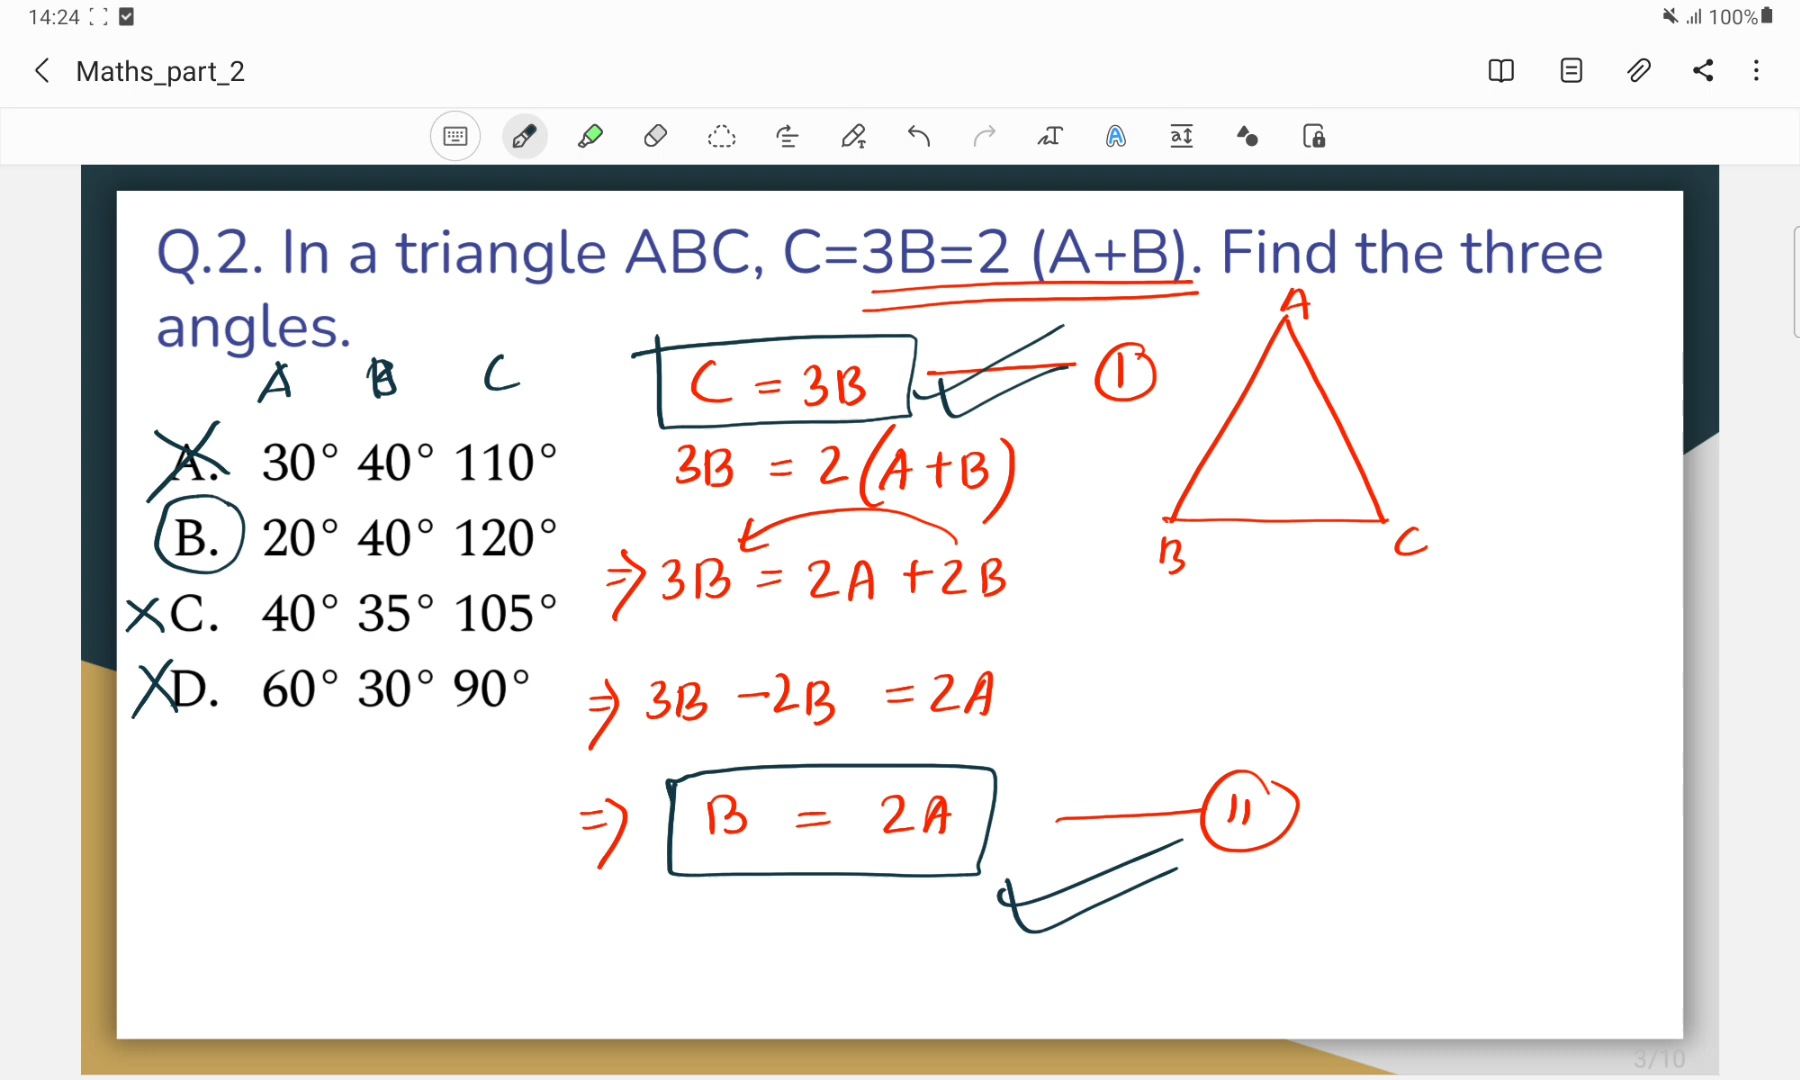 14:24 100%
Maths_part_2
Q.2. In a triangle ABC, C=3B=2 (A+B). Find the three
angles.
A B C
A. 30° 40° 110°
B. 20° 40° 120°
C. 40° 35° 105°
D. 60° 30° 90°
C = 3B
3B = 2(A+B)
⇒ 3B = 2A + 2B
⇒ 3B - 2B = 2A
⇒ B = 2A
II
A
B
C
3/10